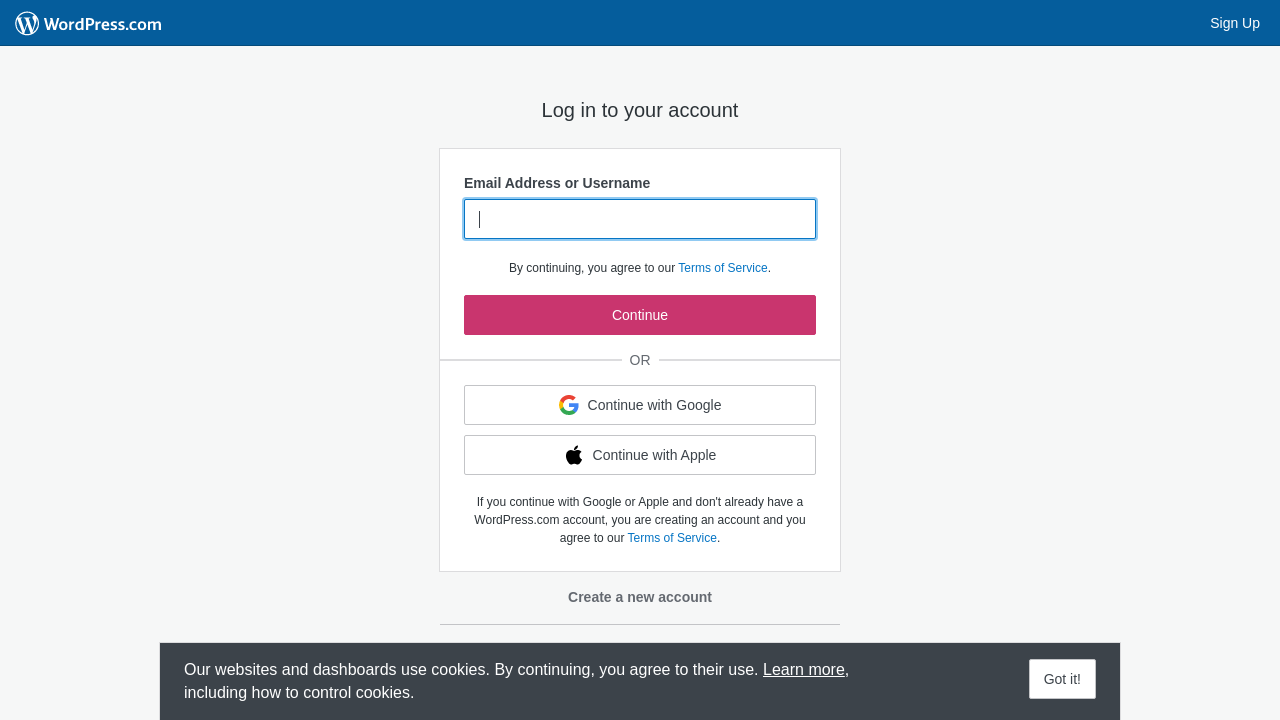 WordPress.com
Sign Up
Log in to your account
Email Address or Username
By continuing, you agree to our Terms of Service.
Continue
OR
Continue with Google
Continue with Apple
If you continue with Google or Apple and don't already have a
WordPress.com account, you are creating an account and you
agree to our Terms of Service.
Create a new account
Our websites and dashboards use cookies. By continuing, you agree to their use. Learn more,
including how to control cookies.
Got it!